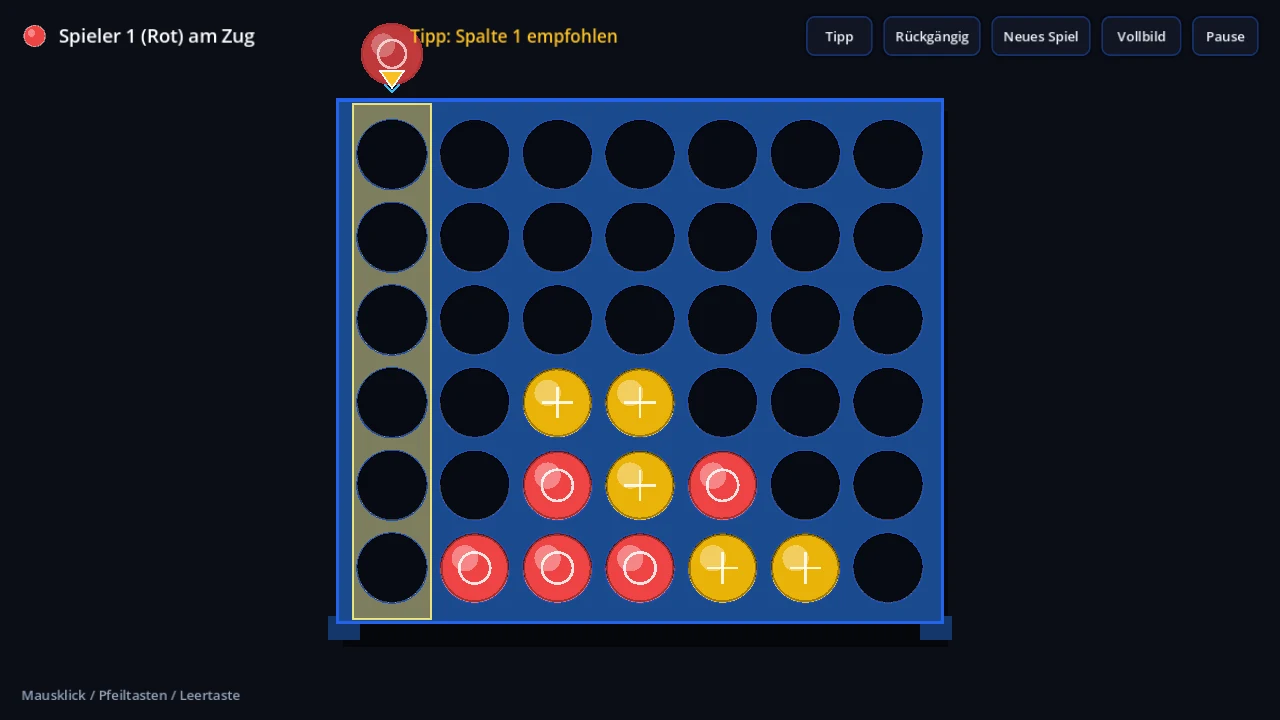 Spieler 1 (Rot) am Zug
Tipp: Spalte 1 empfohlen
Tipp
Rückgängig
Neues Spiel
Vollbild
Pause
Mausklick / Pfeiltasten / Leertaste